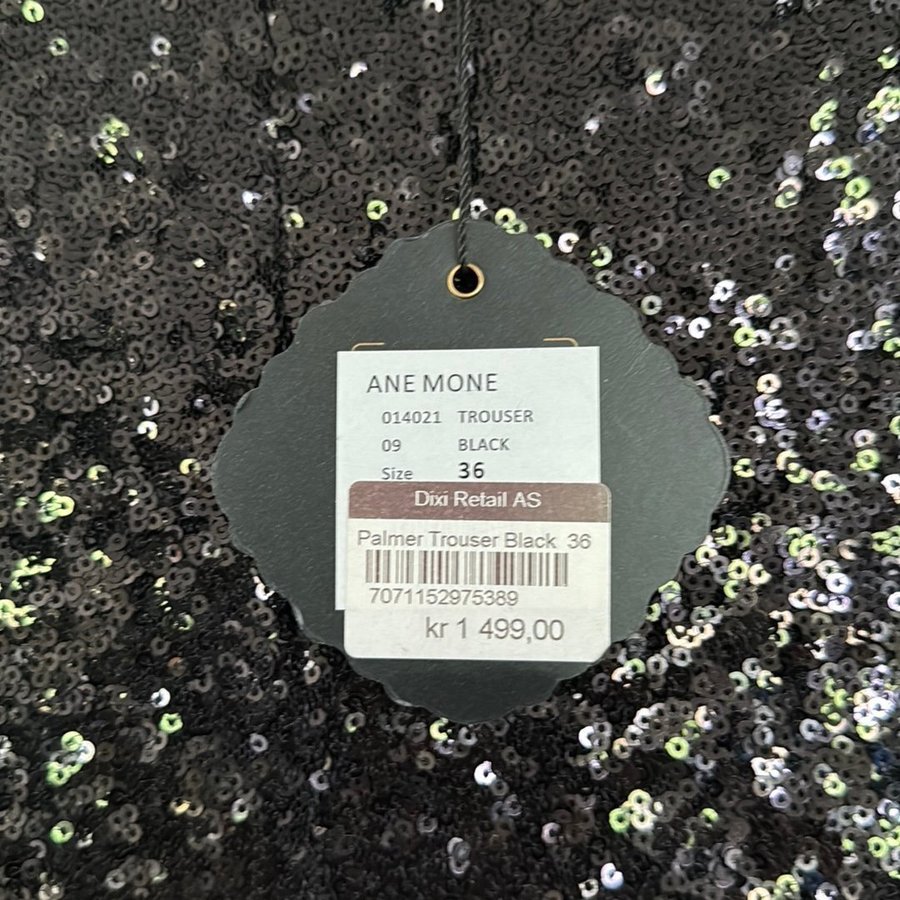 ANE MONE
014021 TROUSER
09 BLACK
Size 36
Dixi Retail AS
Palmer Trouser Black 36
7071152975389
kr 1 499,00